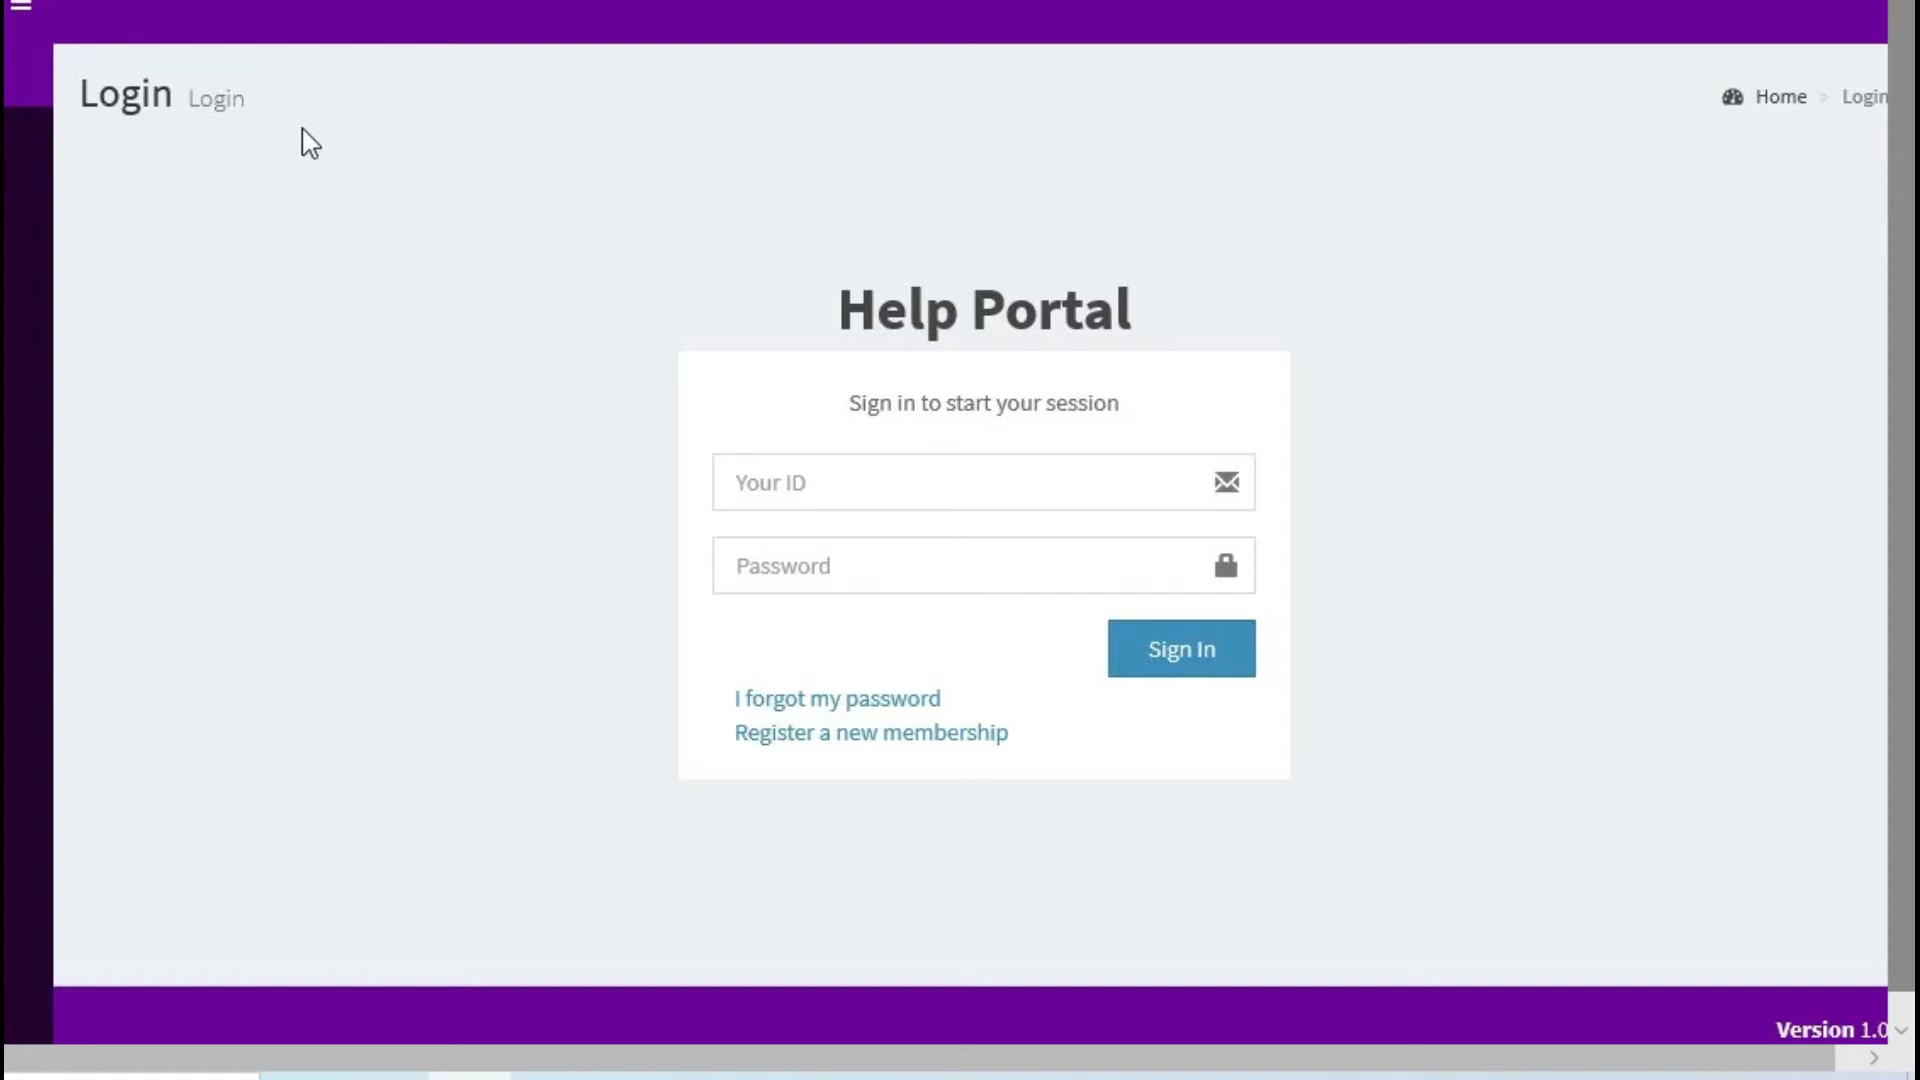 Login Login
Home > Login
Help Portal
Sign in to start your session
Your ID
Password
Sign In
I forgot my password
Register a new membership
Version 1.0